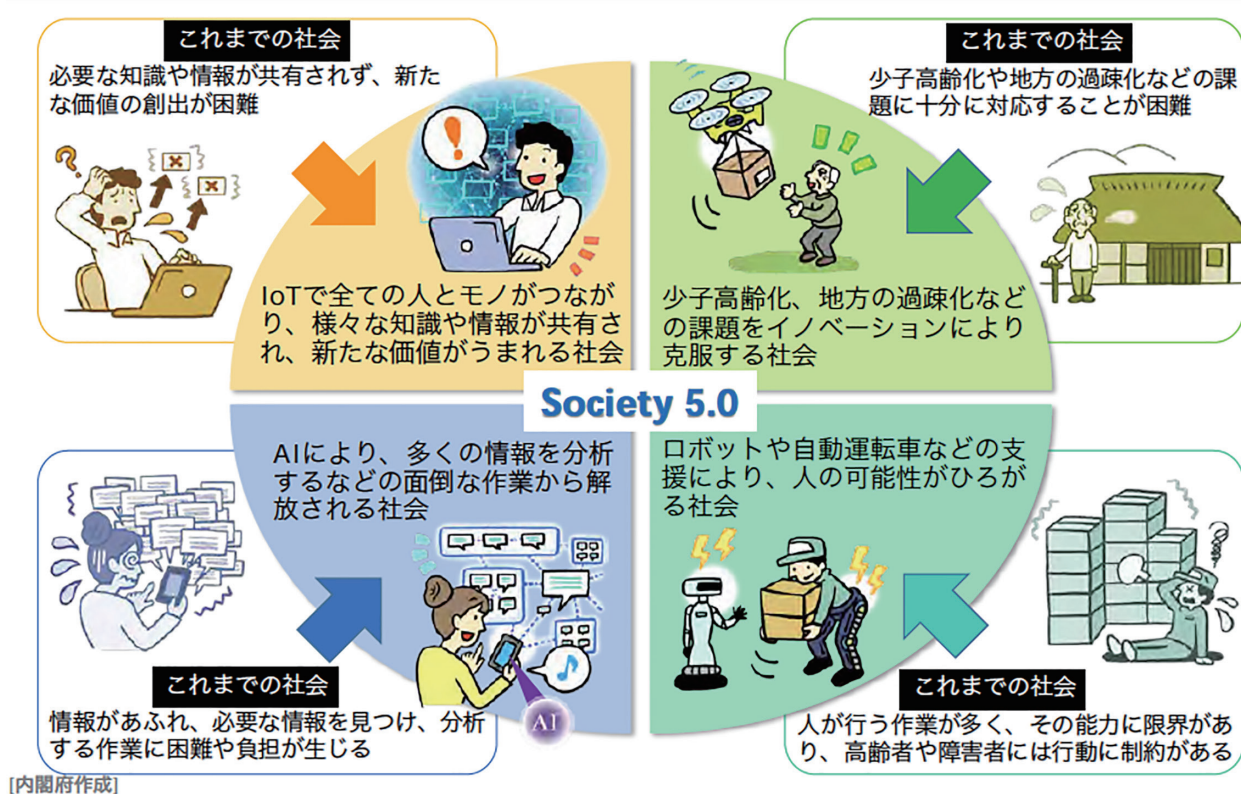 これまでの社会
必要な知識や情報が共有されず、新た
な価値の創出が困難
IoTで全ての人とモノがつなが
り、様々な知識や情報が共有さ
れ、新たな価値がうまれる社会
これまでの社会
少子高齢化や地方の過疎化などの課
題に十分に対応することが困難
少子高齢化、地方の過疎化など
の課題をイノベーションにより
克服する社会
Society 5.0
AIにより、多くの情報を分析
するなどの面倒な作業から解
放される社会
AI
これまでの社会
情報があふれ、必要な情報を見つけ、分析
する作業に困難や負担が生じる
ロボットや自動運転車などの支
援により、人の可能性がひろが
る社会
これまでの社会
人が行う作業が多く、その能力に限界があ
り、高齢者や障害者には行動に制約がある
[内閣府作成]